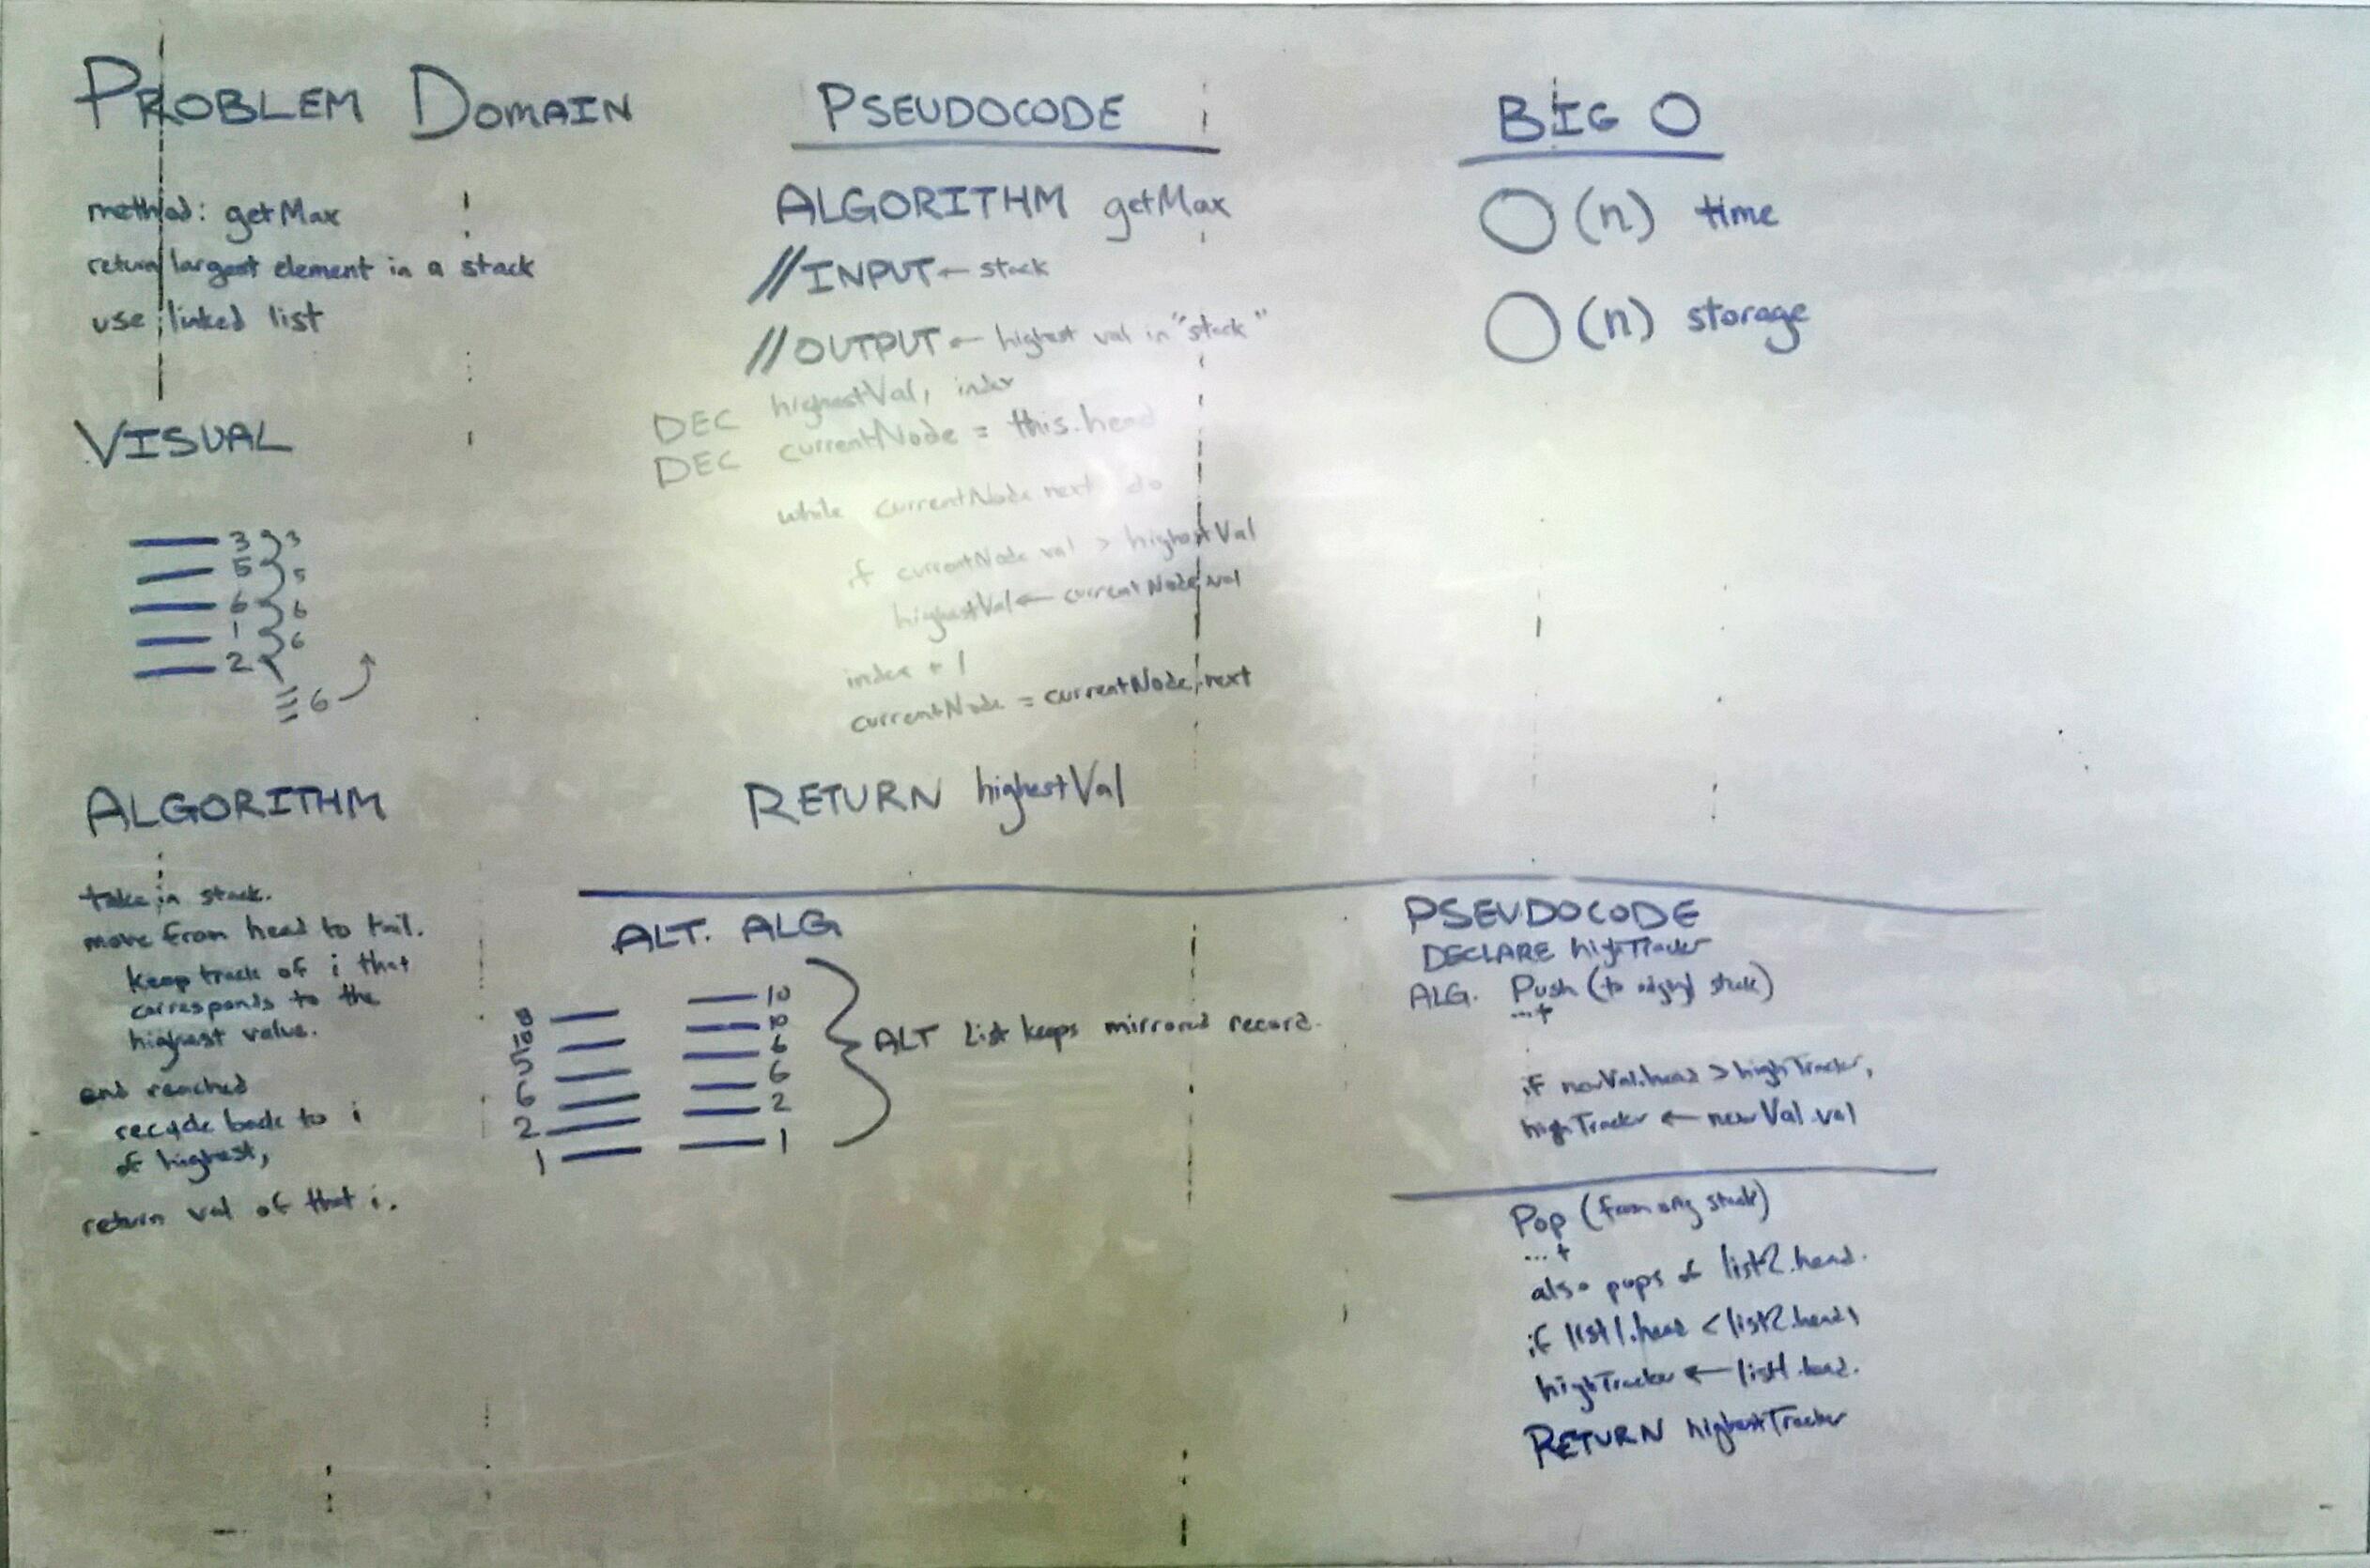 PROBLEM DOMAIN
method: getMax
return largest element in a stack
use linked list
VISUAL
3 3
5 5
6 6
1 6
2
6
ALGORITHM
take in stack.
move from head to tail.
keep track of i that
corresponds to the
highest value.
end reached
back to i
of highest,
return val of that i.
PSEUDOCODE
ALGORITHM getMax
//INPUT ← stack
//OUTPUT ← highest val in "stack"
DEC highestVal, index
DEC currentNode = this.head
while currentNode.next do
if currentNode.val > highestVal
highestVal ← currentNode.val
index + 1
currentNode = currentNode.next
RETURN highestVal
BIG O
O(n) time
O(n) storage
ALT. ALG
8 10
10 10
5 6
6 6
2 2
1 1
ALT List keeps mirrored record.
PSEUDOCODE
DECLARE highTracker
ALG. Push (to original stack)
...+
if newVal.head > highTracker,
highTracker ← newVal.val
Pop (from orig stack)
...+
also pops of list2.head.
if list1.head < list2.head,
highTracker ← list1.head.
RETURN highestTracker